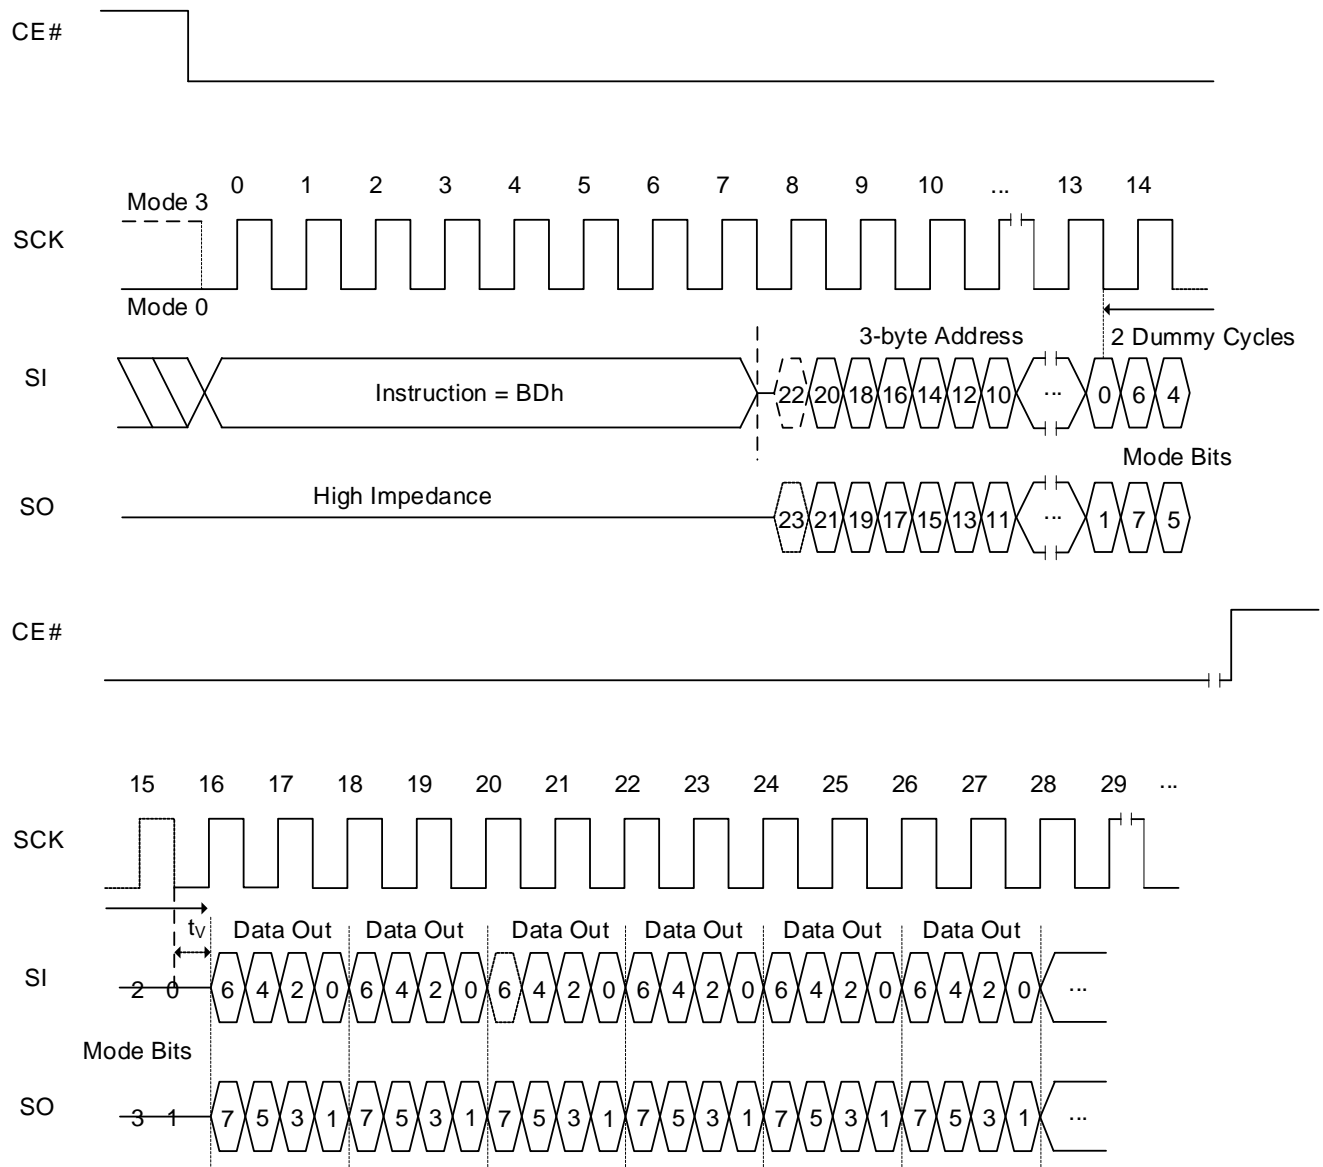 CE#
0 1 2 3 4 5 6 7 8 9 10 ... 13 14
Mode 3
SCK
Mode 0
3-byte Address 2 Dummy Cycles
SI
Instruction = BDh 22 20 18 16 14 12 10 ... 0 6 4
Mode Bits
High Impedance
SO 23 21 19 17 15 13 11 ... 1 7 5
CE#
15 16 17 18 19 20 21 22 23 24 25 26 27 28 29 ...
SCK
tV Data Out Data Out Data Out Data Out Data Out Data Out
SI 2 0 6 4 2 0 6 4 2 0 6 4 2 0 6 4 2 0 6 4 2 0 6 4 2 0 ...
Mode Bits
SO 3 1 7 5 3 1 7 5 3 1 7 5 3 1 7 5 3 1 7 5 3 1 7 5 3 1 ...